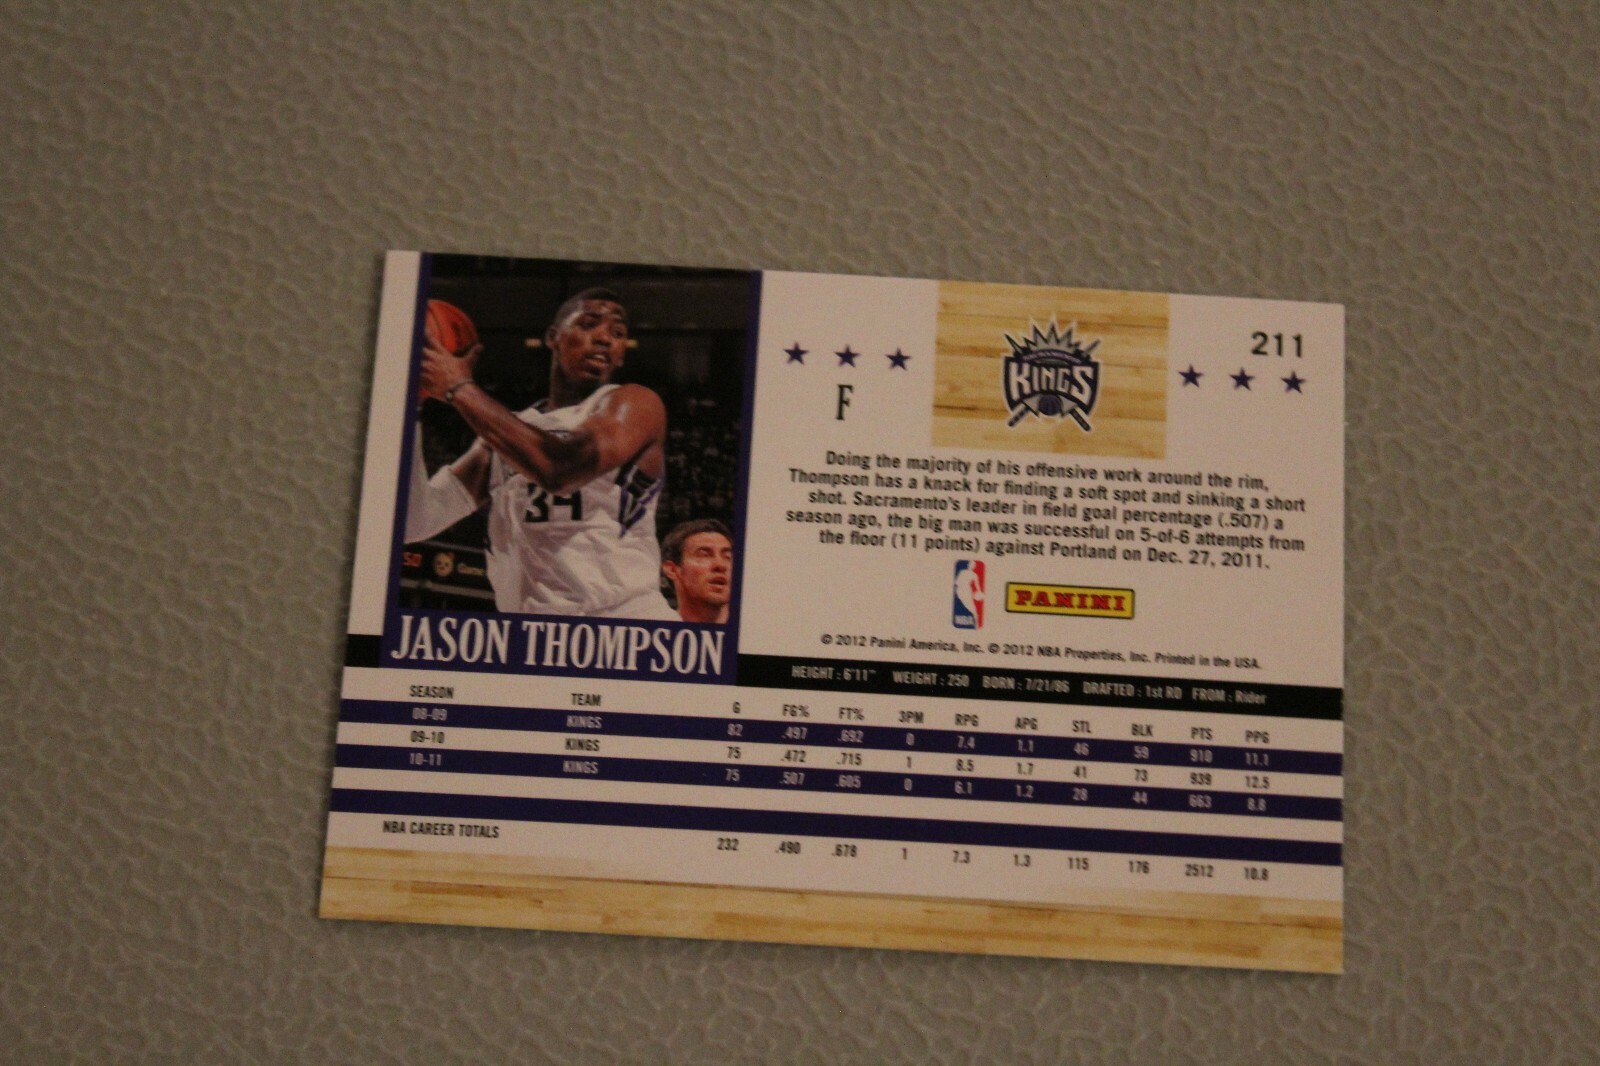 211
KINGS
F
34
Doing the majority of his offensive work around the rim,
Thompson has a knack for finding a soft spot and sinking a short
shot. Sacramento's leader in field goal percentage (.507) a
season ago, the big man was successful on 5-of-6 attempts from
the floor (11 points) against Portland on Dec. 27, 2011.
NBA PANINI
© 2012 Panini America, Inc. © 2012 NBA Properties, Inc. Printed in the USA.
JASON THOMPSON
HEIGHT : 6'11" WEIGHT : 250 BORN : 7/21/86 DRAFTED : 1st RD FROM : Rider
SEASON TEAM G FG% FT% 3PM RPG APG STL BLK PTS PPG
08-09 KINGS 82 .497 .692 0 7.4 1.1 46 59 910 11.1
09-10 KINGS 75 .472 .715 1 8.5 1.7 41 73 939 12.5
10-11 KINGS 75 .507 .605 0 6.1 1.2 28 44 663 8.8
NBA CAREER TOTALS 232 .490 .678 1 7.3 1.3 115 176 2512 10.8